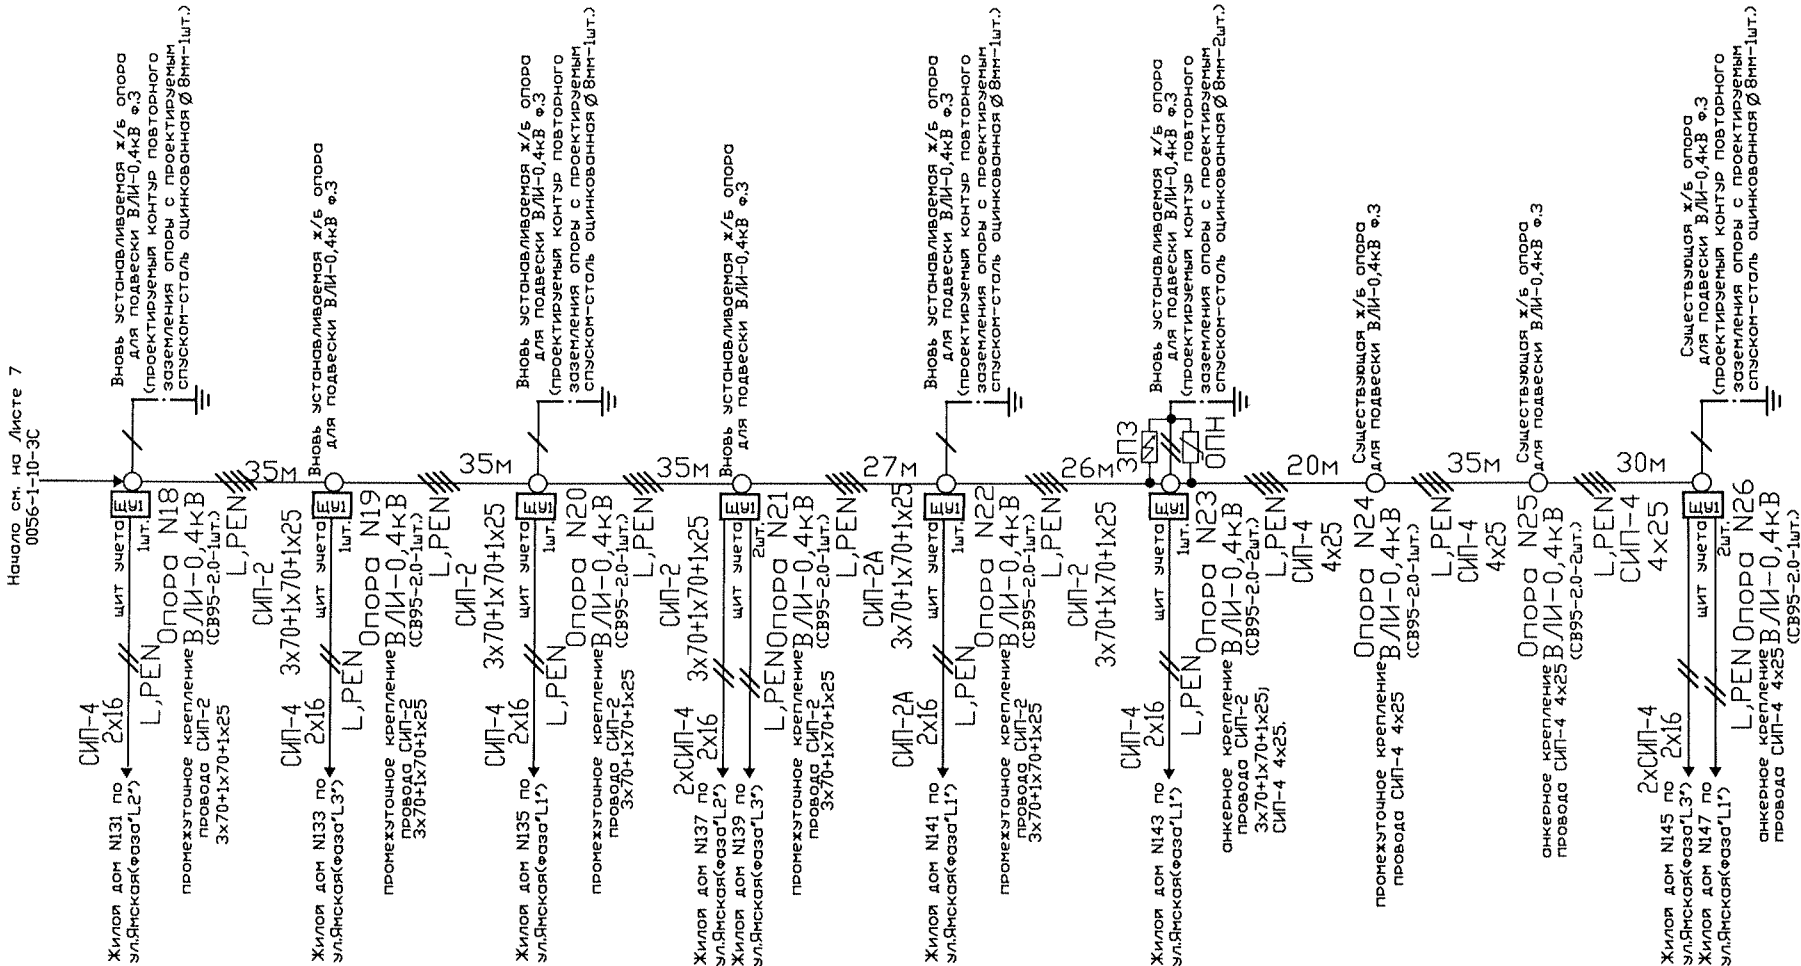 Начало см. на Листе 7
0056-1-10-ЭС
Вновь устанавливаемая ж/б опора
для подвески ВЛИ-0,4кВ ф.3
(проектируемый контур повторного
заземления опоры с проектируемым
спуском-сталь оцинкованная Ø 8мм-1шт.)
ЩУ1
щит учета
1шт.
Опора N18
ВЛИ-0,4кВ
(СВ95-2.0-1шт.)
СИП-4
2х16
L,PEN
Жилой дом N131 по
ул.Ямская(фаза"L2")
промежуточное крепление
провода СИП-2
3х70+1х70+1х25
35м
L,PEN
СИП-2
3х70+1х70+1х25
Вновь устанавливаемая ж/б опора
для подвески ВЛИ-0,4кВ ф.3
ЩУ1
щит учета
1шт.
Опора N19
ВЛИ-0,4кВ
(СВ95-2.0-1шт.)
СИП-4
2х16
L,PEN
Жилой дом N133 по
ул.Ямская(фаза"L3")
промежуточное крепление
провода СИП-2
3х70+1х70+1х25
35м
L,PEN
СИП-2
3х70+1х70+1х25
Вновь устанавливаемая ж/б опора
для подвески ВЛИ-0,4кВ ф.3
(проектируемый контур повторного
заземления опоры с проектируемым
спуском-сталь оцинкованная Ø 8мм-1шт.)
ЩУ1
щит учета
1шт.
Опора N20
ВЛИ-0,4кВ
(СВ95-2.0-1шт.)
СИП-4
2х16
L,PEN
Жилой дом N135 по
ул.Ямская(фаза"L1")
промежуточное крепление
провода СИП-2
3х70+1х70+1х25
35м
L,PEN
СИП-2
3х70+1х70+1х25
Вновь устанавливаемая ж/б опора
для подвески ВЛИ-0,4кВ ф.3
ЩУ1
щит учета
2шт.
Опора N21
ВЛИ-0,4кВ
(СВ95-2.0-1шт.)
2хСИП-4
2х16
L,PEN
Жилой дом N137 по
ул.Ямская(фаза"L2")
Жилой дом N139 по
ул.Ямская(фаза"L3")
промежуточное крепление
провода СИП-2
3х70+1х70+1х25
27м
L,PEN
СИП-2А
3х70+1х70+1х25
Вновь устанавливаемая ж/б опора
для подвески ВЛИ-0,4кВ ф.3
(проектируемый контур повторного
заземления опоры с проектируемым
спуском-сталь оцинкованная Ø 8мм-1шт.)
ЩУ1
щит учета
1шт.
Опора N22
ВЛИ-0,4кВ
(СВ95-2.0-1шт.)
СИП-2А
2х16
L,PEN
Жилой дом N141 по
ул.Ямская(фаза"L1")
промежуточное крепление
провода СИП-2
3х70+1х70+1х25
26м
L,PEN
СИП-2
3х70+1х70+1х25
Вновь устанавливаемая ж/б опора
для подвески ВЛИ-0,4кВ ф.3
(проектируемый контур повторного
заземления опоры с проектируемым
спуском-сталь оцинкованная Ø 8мм-2шт.)
ЗПЗ
ОПН
ЩУ1
щит учета
1шт.
Опора N23
ВЛИ-0,4кВ
(СВ95-2.0-2шт.)
СИП-4
2х16
L,PEN
Жилой дом N143 по
ул.Ямская(фаза"L1")
анкерное крепление
провода СИП-2
3х70+1х70+1х25;
СИП-4 4х25.
20м
L,PEN
СИП-4
4х25
Существующая ж/б опора
для подвески ВЛИ-0,4кВ ф.3
Опора N24
ВЛИ-0,4кВ
(СВ95-2.0-1шт.)
промежуточное крепление
провода СИП-4 4х25
35м
L,PEN
СИП-4
4х25
Существующая ж/б опора
для подвески ВЛИ-0,4кВ ф.3
Опора N25
ВЛИ-0,4кВ
(СВ95-2.0-2шт.)
анкерное крепление
провода СИП-4 4х25
30м
L,PEN
СИП-4
4х25
Существующая ж/б опора
для подвески ВЛИ-0,4кВ ф.3
(проектируемый контур повторного
заземления опоры с проектируемым
спуском-сталь оцинкованная Ø 8мм-1шт.)
ЩУ1
щит учета
2шт.
Опора N26
ВЛИ-0,4кВ
(СВ95-2.0-1шт.)
2хСИП-4
2х16
L,PEN
Жилой дом N145 по
ул.Ямская(фаза"L3")
Жилой дом N147 по
ул.Ямская(фаза"L1")
анкерное крепление
провода СИП-4 4х25